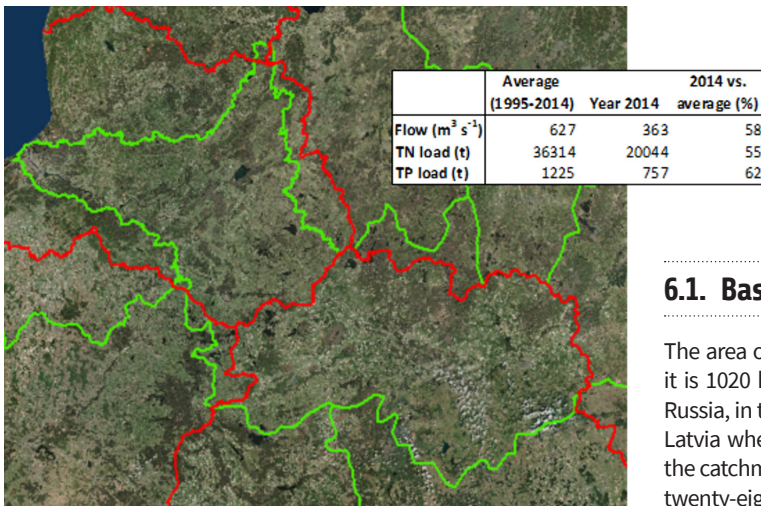 Average 2014 vs.
(1995-2014) Year 2014 average (%)
Flow (m³ s⁻¹) 627 363 58
TN load (t) 36314 20044 55
TP load (t) 1225 757 62
6.1. Bas
The area o
it is 1020
Russia, in t
Latvia whe
the catchm
twenty-eig